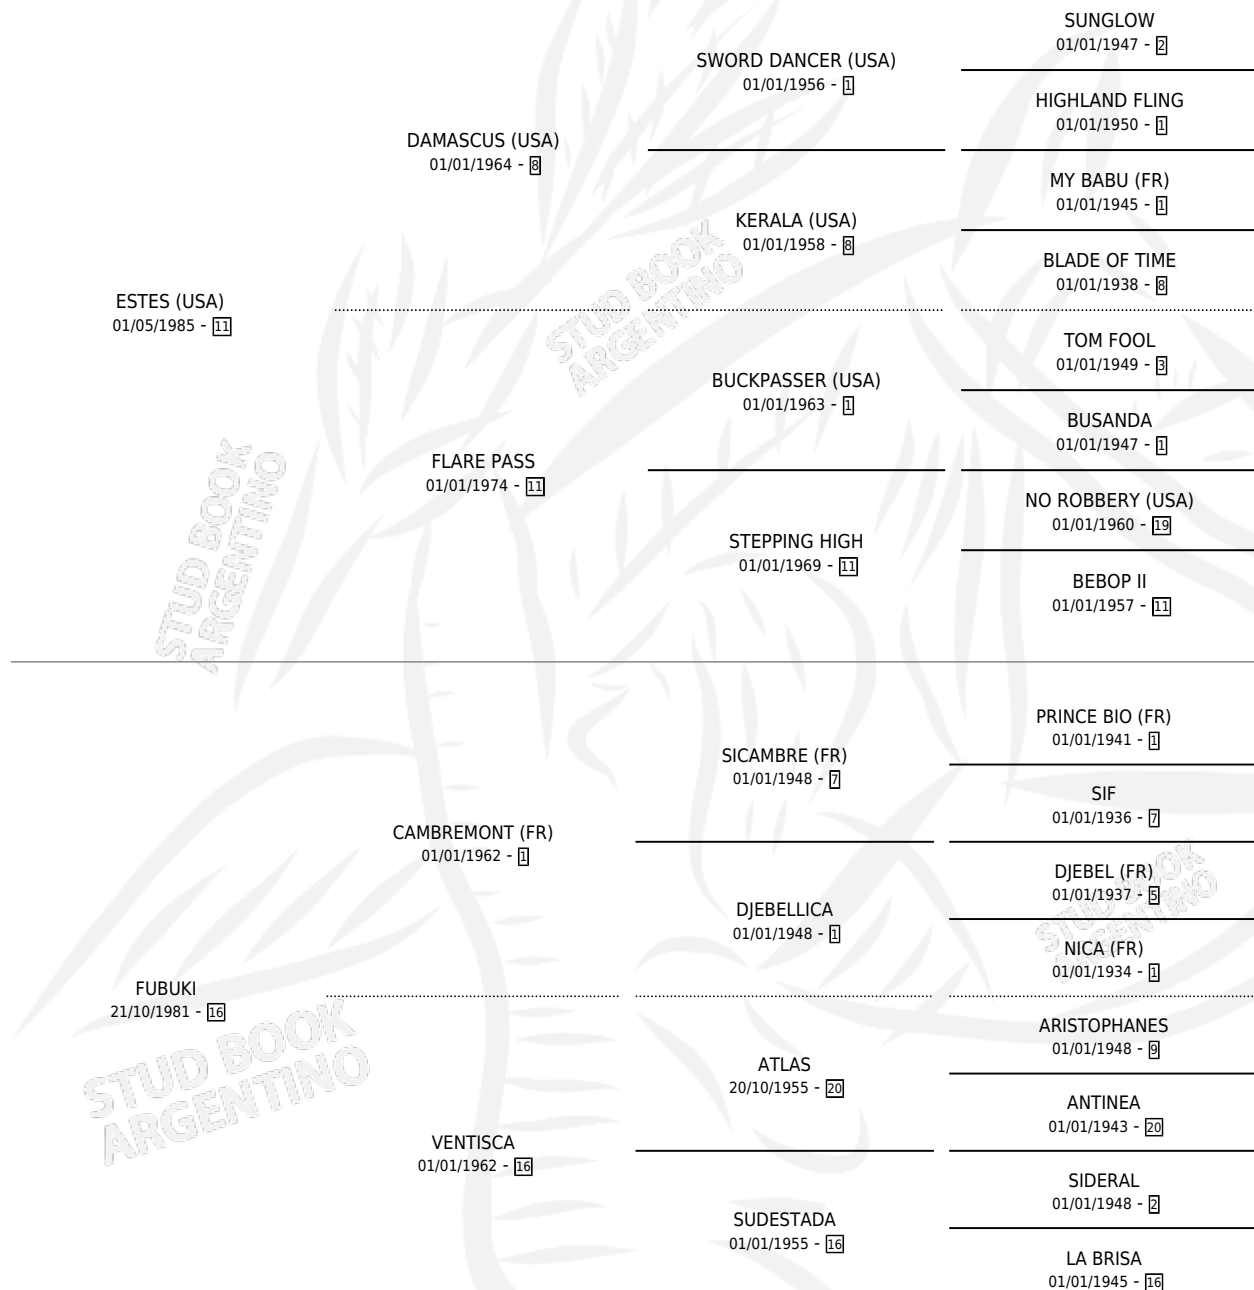 SUNGLOW
01/01/1947 - 2
SWORD DANCER (USA)
01/01/1956 - 1
HIGHLAND FLING
01/01/1950 - 1
DAMASCUS (USA)
01/01/1964 - 8
MY BABU (FR)
01/01/1945 - 1
KERALA (USA)
01/01/1958 - 8
BLADE OF TIME
01/01/1938 - 8
ESTES (USA)
01/05/1985 - 11
TOM FOOL
01/01/1949 - 3
BUCKPASSER (USA)
01/01/1963 - 1
BUSANDA
01/01/1947 - 1
FLARE PASS
01/01/1974 - 11
NO ROBBERY (USA)
01/01/1960 - 19
STEPPING HIGH
01/01/1969 - 11
BEBOP II
01/01/1957 - 11
PRINCE BIO (FR)
01/01/1941 - 1
SICAMBRE (FR)
01/01/1948 - 7
SIF
01/01/1936 - 7
CAMBREMONT (FR)
01/01/1962 - 1
DJEBEL (FR)
01/01/1937 - 5
DJEBELLICA
01/01/1948 - 1
NICA (FR)
01/01/1934 - 1
FUBUKI
21/10/1981 - 16
ARISTOPHANES
01/01/1948 - 9
ATLAS
20/10/1955 - 20
ANTINEA
01/01/1943 - 20
VENTISCA
01/01/1962 - 16
SIDERAL
01/01/1948 - 2
SUDESTADA
01/01/1955 - 16
LA BRISA
01/01/1945 - 16
STUD BOOK
ARGENTINO
STUD BOOK
ARGENTINO
STUD BOOK
ARGENTINO
STUD BOOK
ARGENTINO